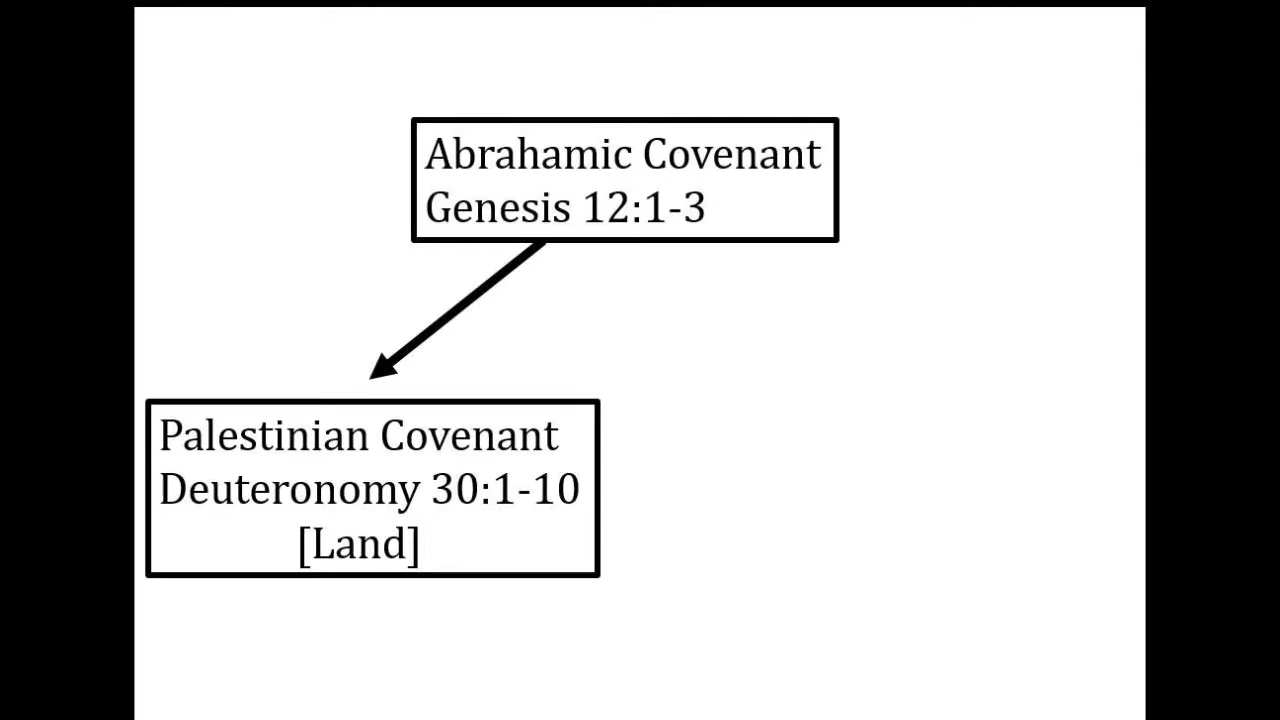 Abrahamic Covenant
Genesis 12:1-3
Palestinian Covenant
Deuteronomy 30:1-10
[Land]